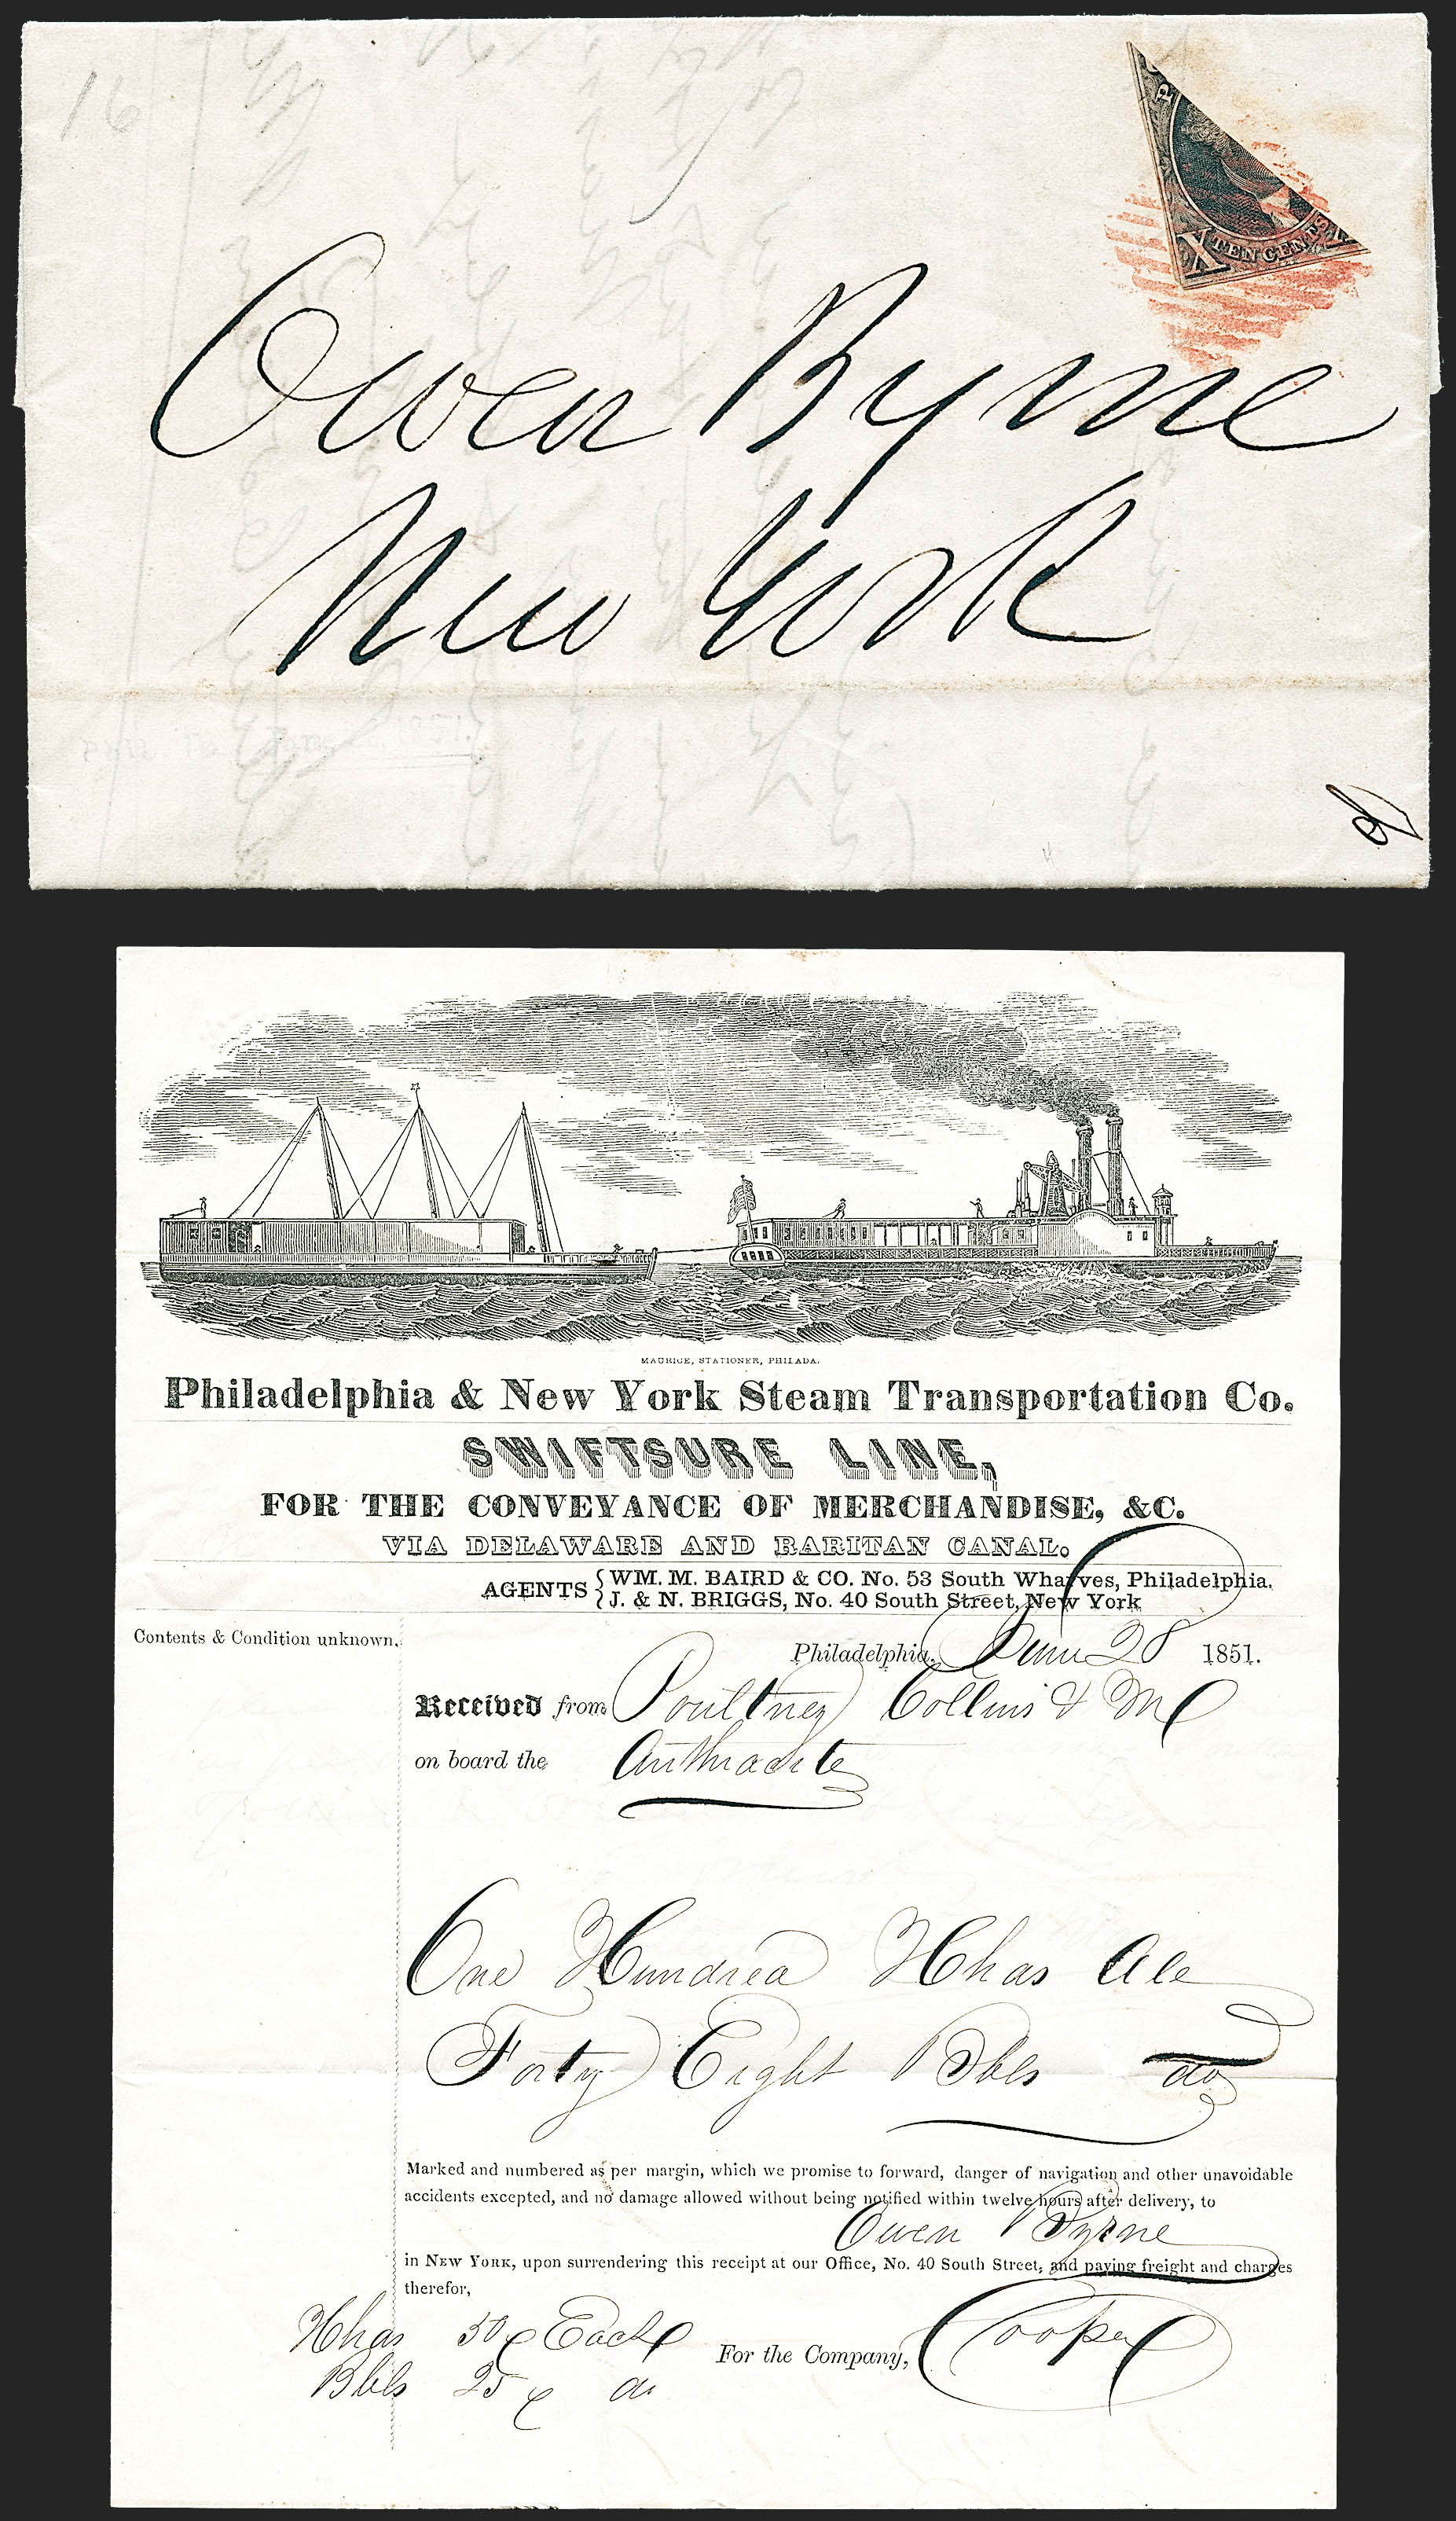 16
X TEN CENTS X
Owen Byrne
New York
MAURICE, STATIONER, PHILADA.
Philadelphia & New York Steam Transportation Co.
SWIFTSURE LINE,
FOR THE CONVEYANCE OF MERCHANDISE, &C.
VIA DELAWARE AND RARITAN CANAL.
AGENTS { WM. M. BAIRD & CO. No. 53 South Wharves, Philadelphia.
J. & N. BRIGGS, No. 40 South Street, New York
Contents & Condition unknown.
Philadelphia, June 28 1851.
Received from Poultney Collins &
on board the Anthracite
One Hundred Hhds Ale
Forty Eight Bbls do
Marked and numbered as per margin, which we promise to forward, danger of navigation and other unavoidable
accidents excepted, and no damage allowed without being notified within twelve hours after delivery, to
Owen Byrne
in NEW YORK, upon surrendering this receipt at our Office, No. 40 South Street, and paying freight and charges
therefor,
Hhds 50c Each
For the Company, Cooper
Bbls 25c do